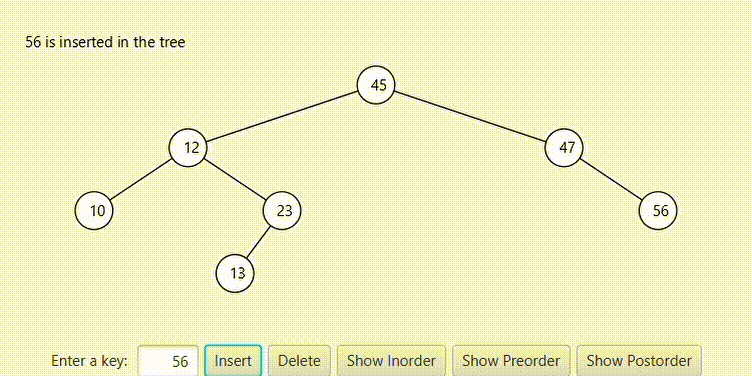 56 is inserted in the tree
45
12 47
10 23 56
13
Enter a key: 56 Insert Delete Show Inorder Show Preorder Show Postorder